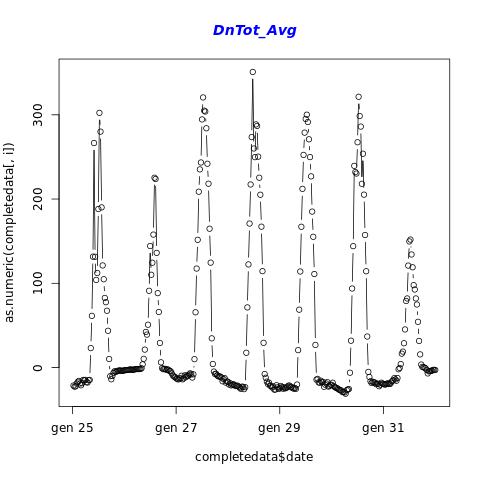 DnTot_Avg
as.numeric(completedata[, i])
300
200
100
0
gen 25
gen 27
gen 29
gen 31
completedata$date